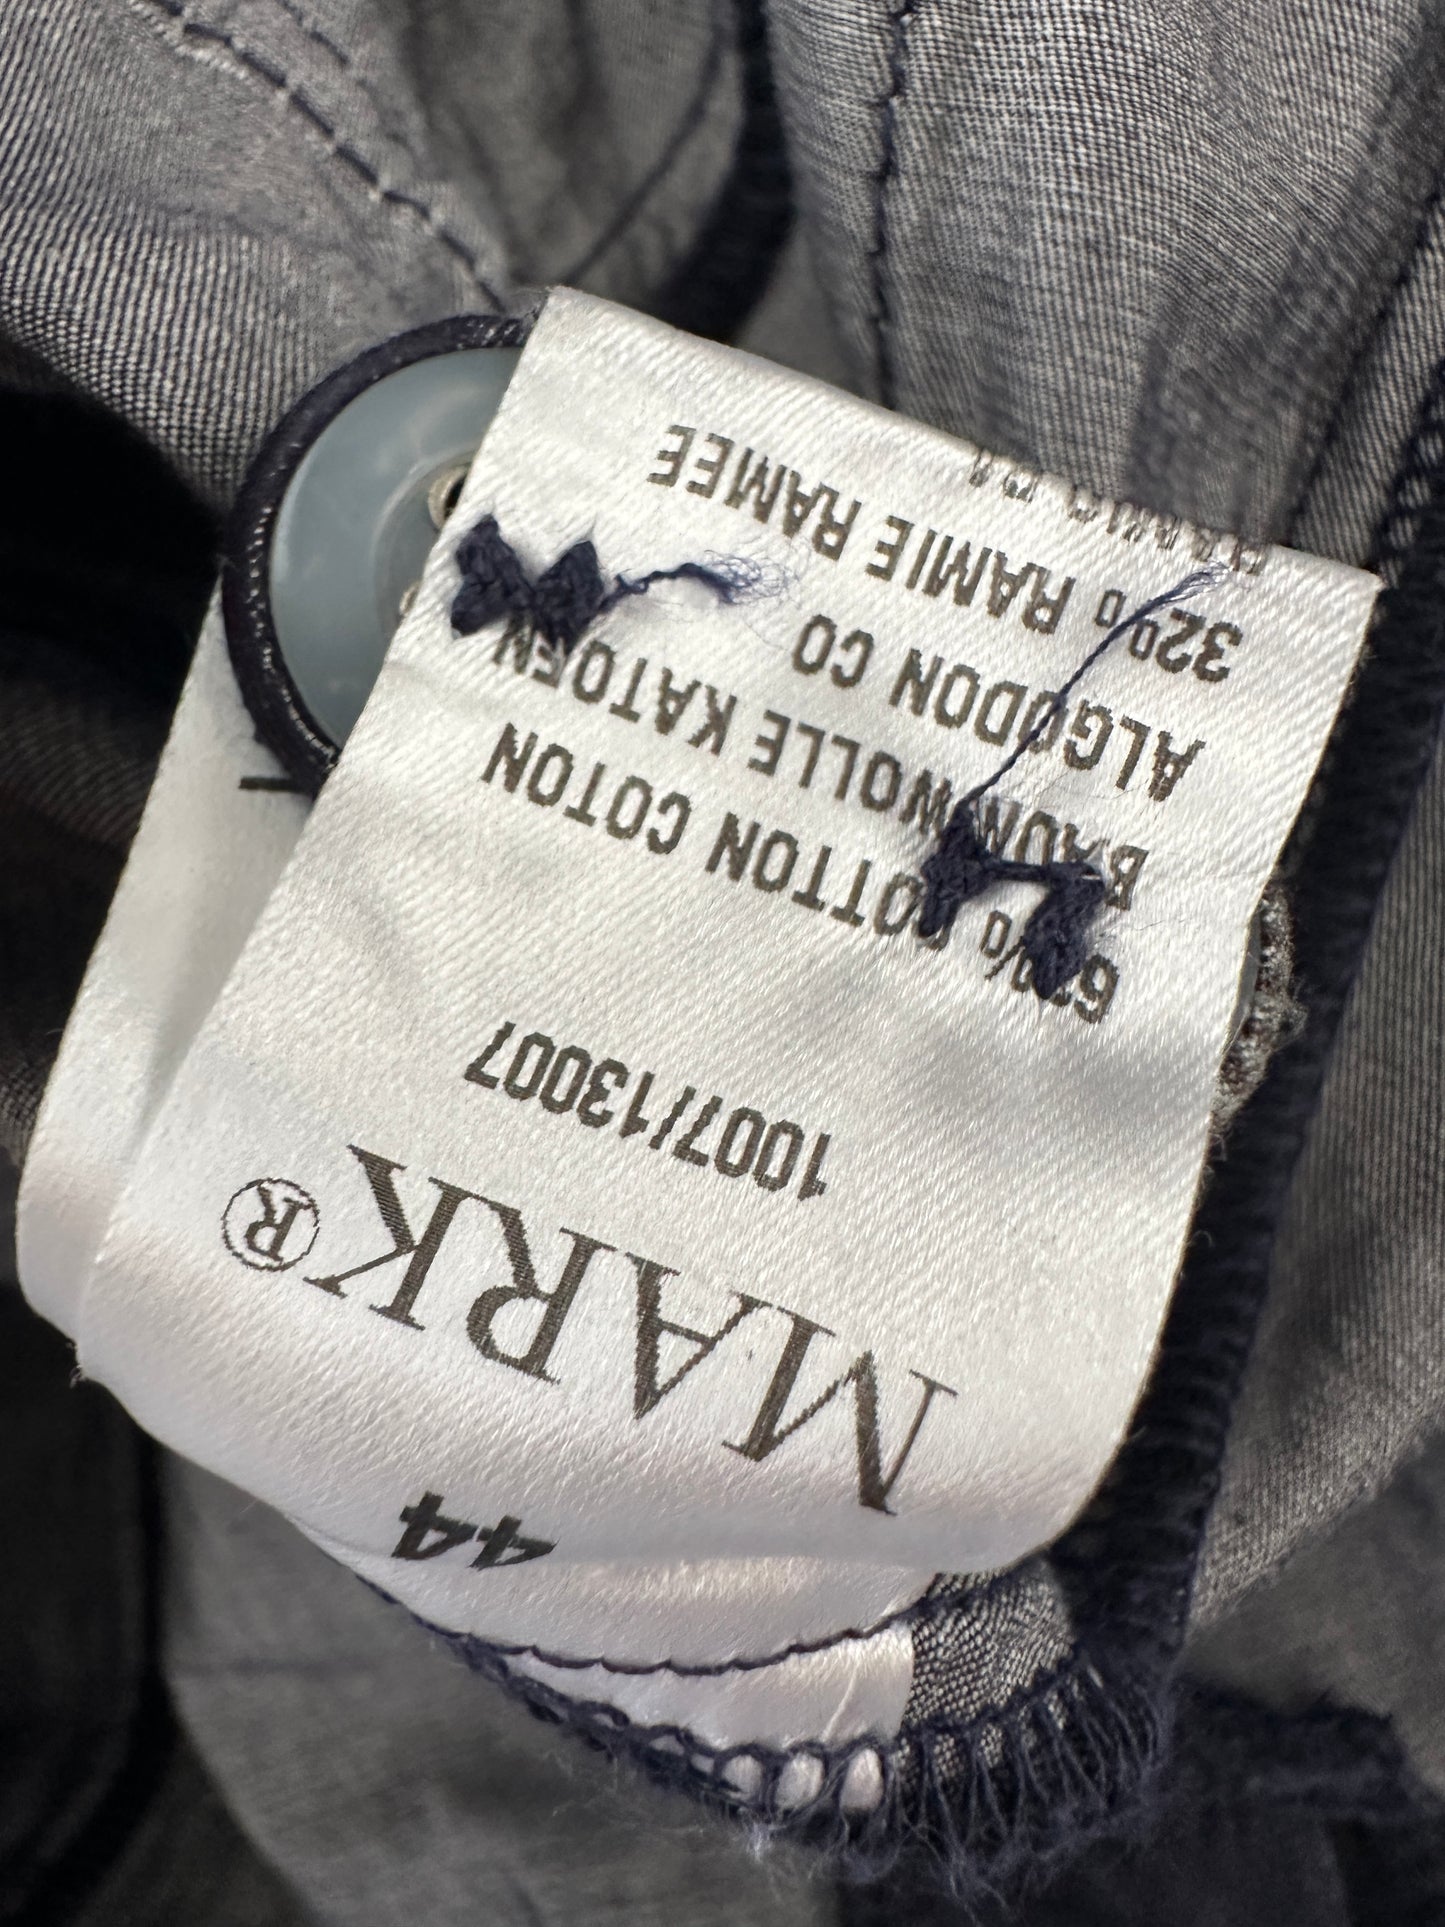 44
MARK®
1007/13007
COTTON COTON
BAUMWOLLE KATOEN
ALGODON CO
32% RAMIE RAMEE